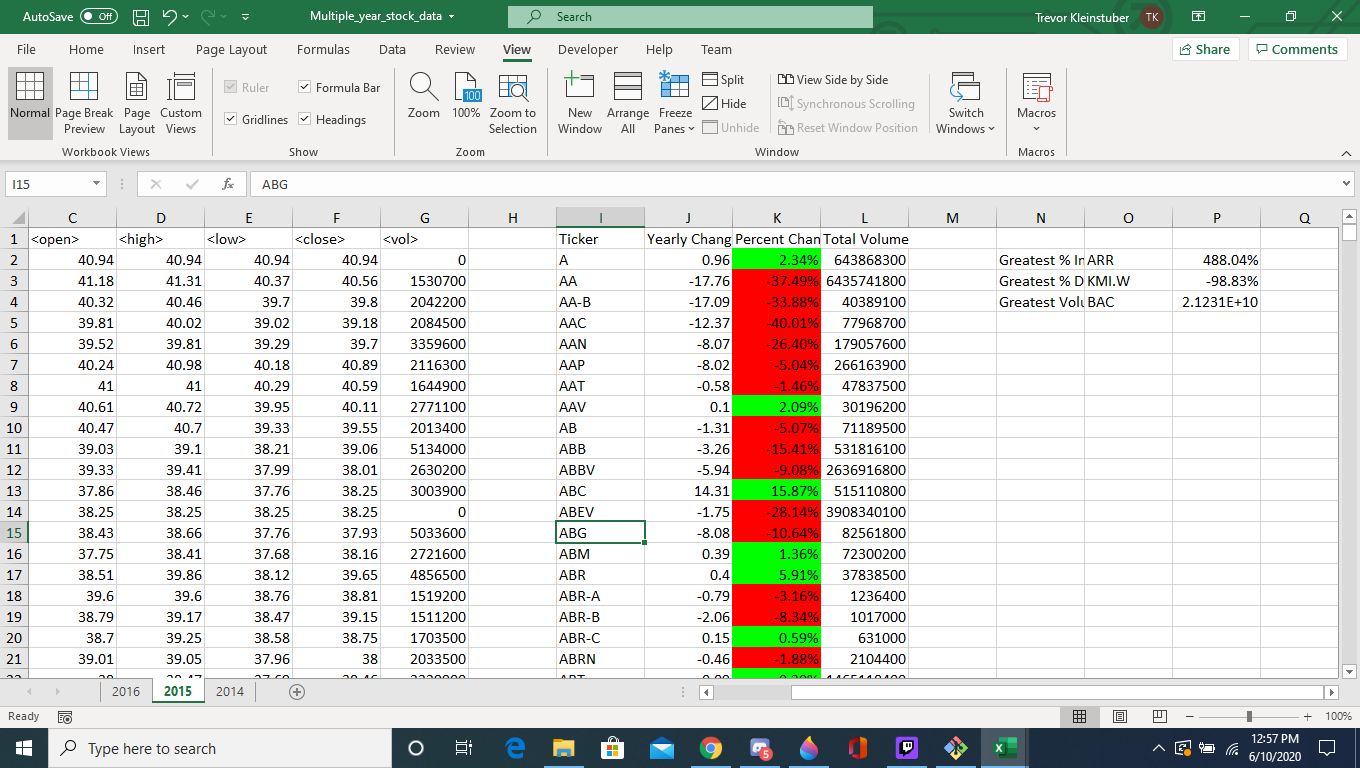 AutoSave Off Multiple_year_stock_data Search Trevor Kleinstuber TK
File Home Insert Page Layout Formulas Data Review View Developer Help Team Share Comments
Normal Page Break Preview Page Layout Custom Views
Workbook Views
Ruler Formula Bar
Gridlines Headings
Show
Zoom 100 100% Zoom to Selection
Zoom
New Window Arrange All Freeze Panes
Split
Hide
Unhide
View Side by Side
Synchronous Scrolling
Reset Window Position
Switch Windows
Window
Macros
Macros
I15 fx ABG
C D E F G H I J K L M N O P Q
1 <open> <high> <low> <close> <vol> Ticker Yearly Chang Percent Chan Total Volume
2 40.94 40.94 40.94 40.94 0 A 0.96 2.34% 643868300 Greatest % In ARR 488.04%
3 41.18 41.31 40.37 40.56 1530700 AA -17.76 -37.49% 6435741800 Greatest % D KMI.W -98.83%
4 40.32 40.46 39.7 39.8 2042200 AA-B -17.09 -33.88% 40389100 Greatest Volu BAC 2.1231E+10
5 39.81 40.02 39.02 39.18 2084500 AAC -12.37 -40.01% 77968700
6 39.52 39.81 39.29 39.7 3359600 AAN -8.07 -26.40% 179057600
7 40.24 40.98 40.18 40.89 2116300 AAP -8.02 -5.04% 266163900
8 41 41 40.29 40.59 1644900 AAT -0.58 -1.46% 47837500
9 40.61 40.72 39.95 40.11 2771100 AAV 0.1 2.09% 30196200
10 40.47 40.7 39.33 39.55 2013400 AB -1.31 -5.07% 71189500
11 39.03 39.1 38.21 39.06 5134000 ABB -3.26 -15.41% 531816100
12 39.33 39.41 37.99 38.01 2630200 ABBV -5.94 -9.08% 2636916800
13 37.86 38.46 37.76 38.25 3003900 ABC 14.31 15.87% 515110800
14 38.25 38.25 38.25 38.25 0 ABEV -1.75 -28.14% 3908340100
15 38.43 38.66 37.76 37.93 5033600 ABG -8.08 -10.64% 82561800
16 37.75 38.41 37.68 38.16 2721600 ABM 0.39 1.36% 72300200
17 38.51 39.86 38.12 39.65 4856500 ABR 0.4 5.91% 37838500
18 39.6 39.6 38.76 38.81 1519200 ABR-A -0.79 -3.16% 1236400
19 38.79 39.17 38.47 39.15 1511200 ABR-B -2.06 -8.34% 1017000
20 38.7 39.25 38.58 38.75 1703500 ABR-C 0.15 0.59% 631000
21 39.01 39.05 37.96 38 2033500 ABRN -0.46 -1.88% 2104400
2016 2015 2014
Ready 100%
Type here to search 5 12:57 PM
6/10/2020